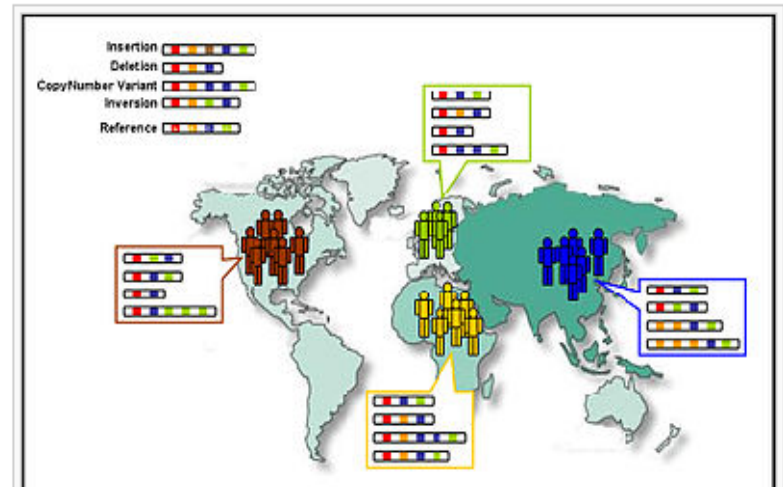 Insertion
Deletion
CopyNumber Variant
Inversion
Reference